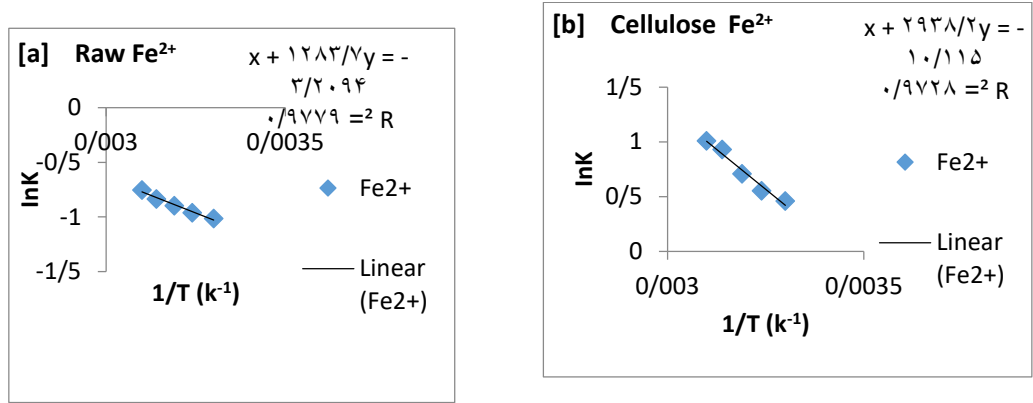 [a] Raw Fe²⁺
x + ۱۲۸۳/۷y = -
۳/۲۰۹۴
۰/۹۷۷۹ =² R
0
0/003
0/0035
-0/5
-1
-1/5
lnK
1/T (k⁻¹)
Fe2+
Linear
(Fe2+)
[b] Cellulose Fe²⁺
x + ۲۹۳۸/۲y = -
۱۰/۱۱۵
۰/۹۷۲۸ =² R
1/5
1
0/5
0
0/003
0/0035
lnK
1/T (k⁻¹)
Fe2+
Linear
(Fe2+)